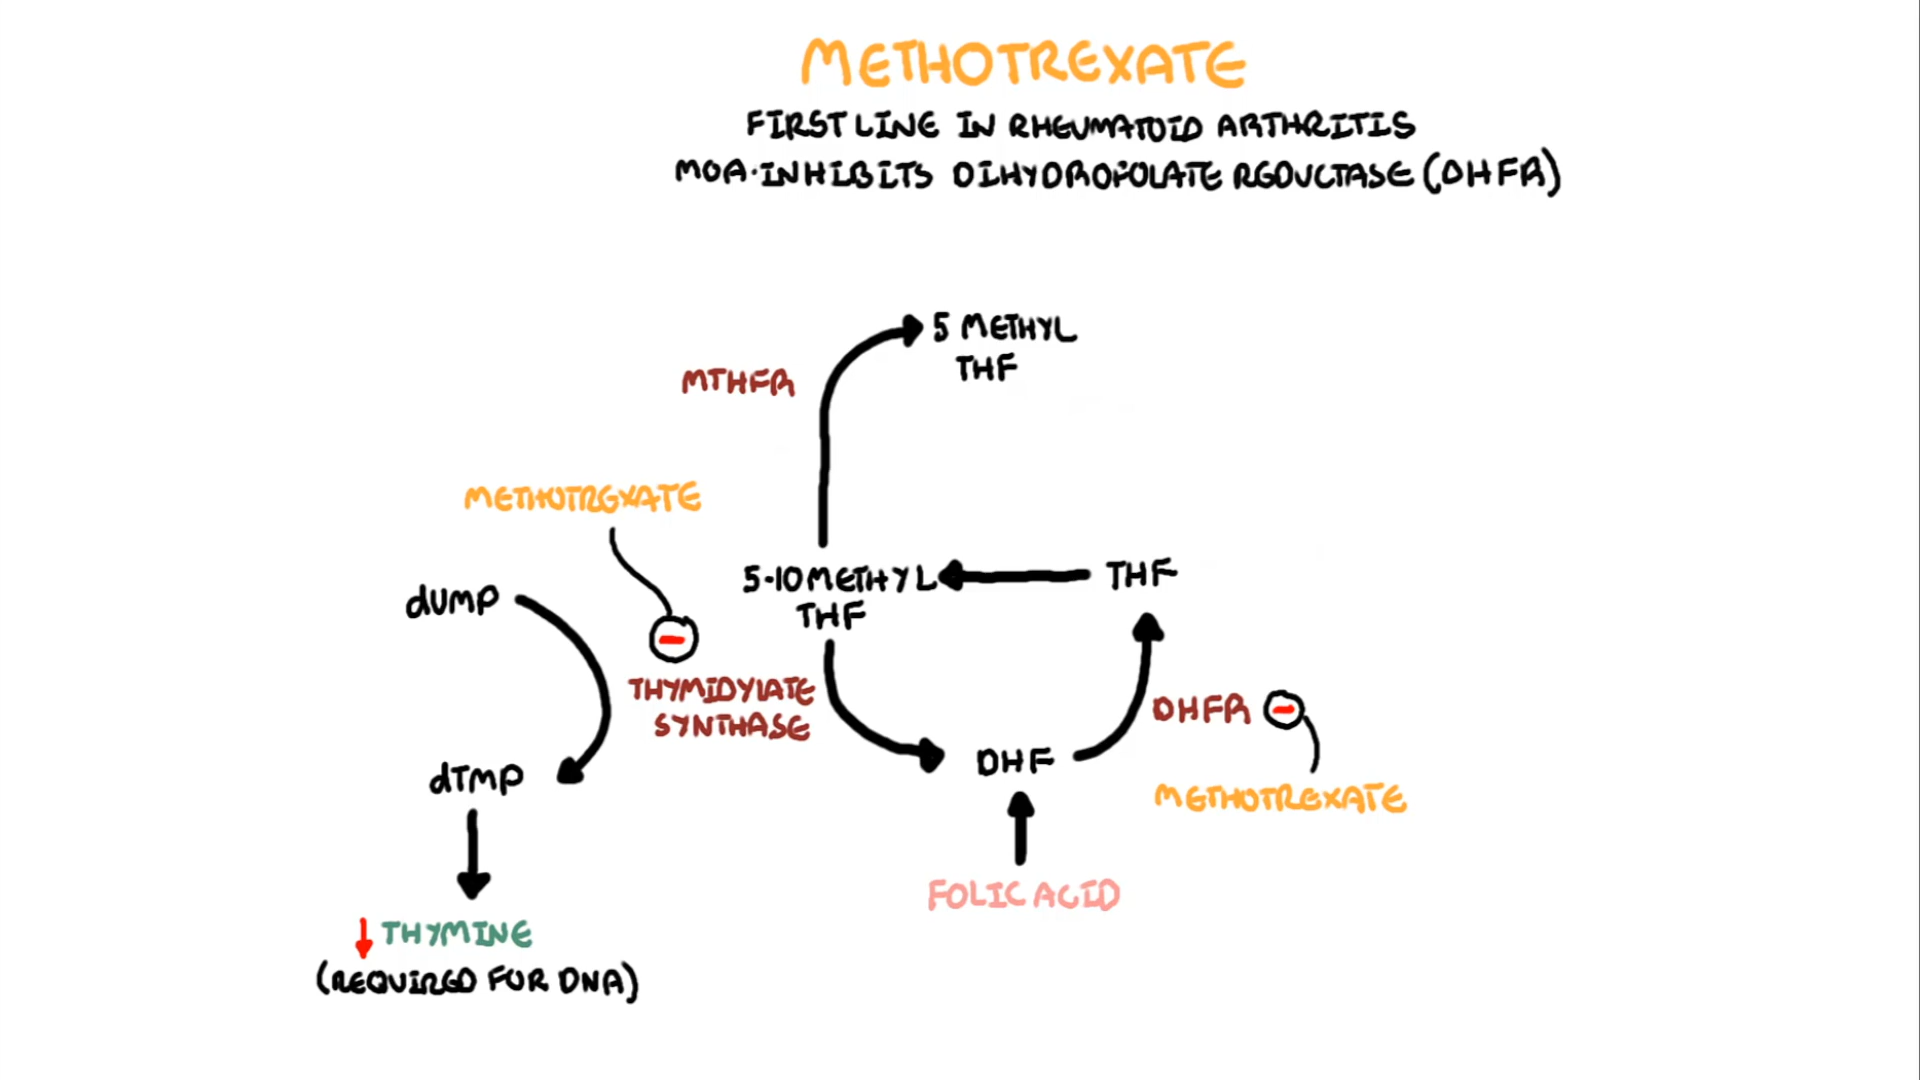 METHOTREXATE
FIRST LINE IN RHEUMATOID ARTHRITIS
MOA-INHIBITS DIHYDROFOLATE REDUCTASE (DHFR)
5 METHYL
THF
MTHFR
METHOTREXATE
5-10 METHYL
THF
THF
dUMP
THYMIDYLATE
SYNTHASE
DHFR
DHF
dTMP
METHOTREXATE
FOLIC ACID
THYMINE
(REQUIRED FOR DNA)